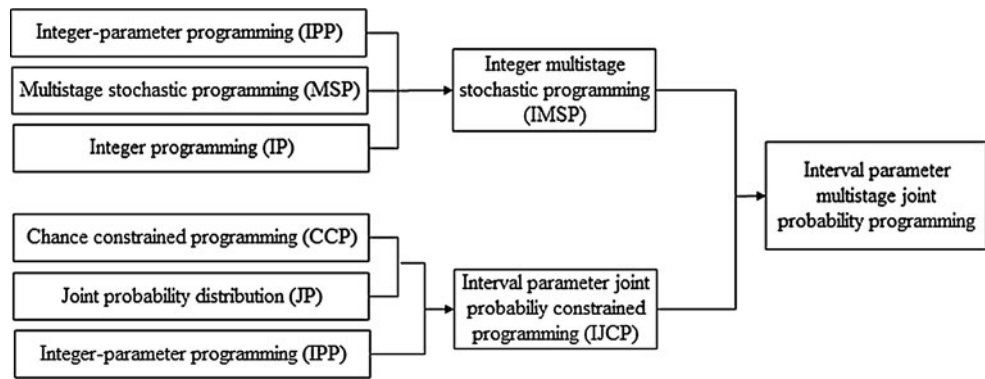 Integer-parameter programming (IPP)
Multistage stochastic programming (MSP)
Integer programming (IP)
Integer multistage
stochastic programming
(IMSP)
Chance constrained programming (CCP)
Joint probability distribution (JP)
Integer-parameter programming (IPP)
Interval parameter joint
probabiliy constrained
programming (IJCP)
Interval parameter
multistage joint
probability programming